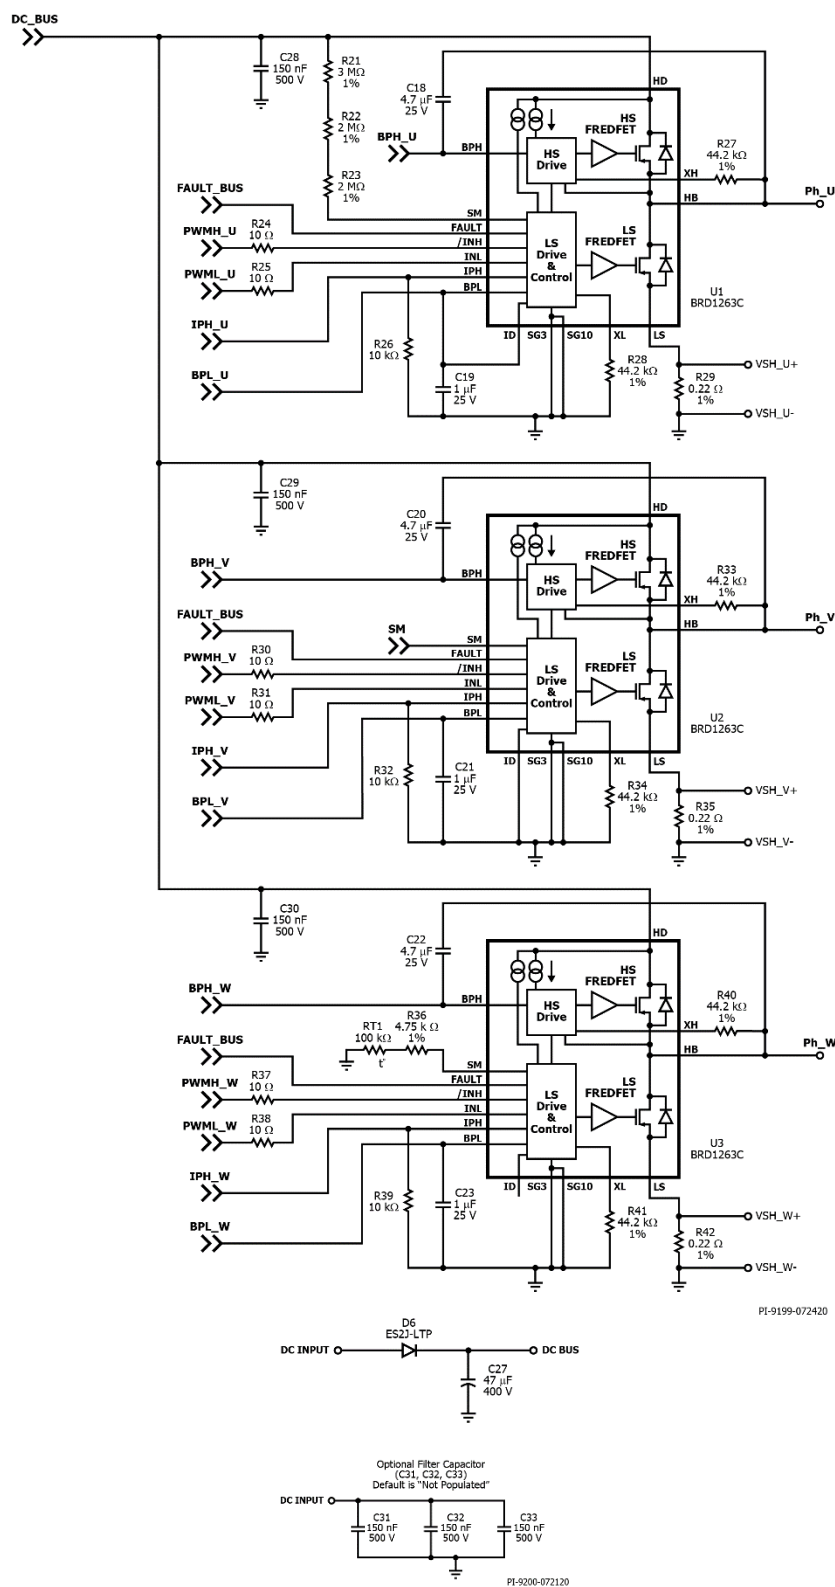 DC_BUS
C28
150 nF
500 V
R21
3 MΩ
1%
R22
2 MΩ
1%
R23
2 MΩ
1%
C18
4.7 µF
25 V
HD
HS
FREDFET
BPH_U
BPH
HS
Drive
R27
44.2 kΩ
1%
XH
HB
Ph_U
FAULT_BUS
SM
FAULT
PWMH_U
R24
10 Ω
/INH
LS
Drive
&
Control
LS
FREDFET
PWML_U
R25
10 Ω
INL
IPH
BPL
U1
BRD1263C
IPH_U
R26
10 kΩ
ID
SG3
SG10
XL
LS
BPL_U
C19
1 µF
25 V
R28
44.2 kΩ
1%
VSH_U+
R29
0.22 Ω
1%
VSH_U-
C29
150 nF
500 V
C20
4.7 µF
25 V
HD
HS
FREDFET
BPH_V
BPH
HS
Drive
R33
44.2 kΩ
1%
XH
HB
Ph_V
FAULT_BUS
SM
SM
FAULT
PWMH_V
R30
10 Ω
/INH
LS
Drive
&
Control
LS
FREDFET
PWML_V
R31
10 Ω
INL
IPH
BPL
U2
BRD1263C
IPH_V
R32
10 kΩ
ID
SG3
SG10
XL
LS
BPL_V
C21
1 µF
25 V
R34
44.2 kΩ
1%
VSH_V+
R35
0.22 Ω
1%
VSH_V-
C30
150 nF
500 V
C22
4.7 µF
25 V
HD
HS
FREDFET
BPH_W
BPH
HS
Drive
R40
44.2 kΩ
1%
XH
HB
Ph_W
FAULT_BUS
RT1
100 kΩ
t°
R36
4.75 k Ω
1%
SM
FAULT
PWMH_W
R37
10 Ω
/INH
LS
Drive
&
Control
LS
FREDFET
PWML_W
R38
10 Ω
INL
IPH
BPL
U3
BRD1263C
IPH_W
R39
10 kΩ
ID
SG3
SG10
XL
LS
BPL_W
C23
1 µF
25 V
R41
44.2 kΩ
1%
VSH_W+
R42
0.22 Ω
1%
VSH_W-
PI-9199-072420
D6
ES2J-LTP
DC INPUT
DC BUS
C27
47 µF
400 V
Optional Filter Capacitor
(C31, C32, C33)
Default is “Not Populated”
DC INPUT
C31
150 nF
500 V
C32
150 nF
500 V
C33
150 nF
500 V
PI-9200-072120